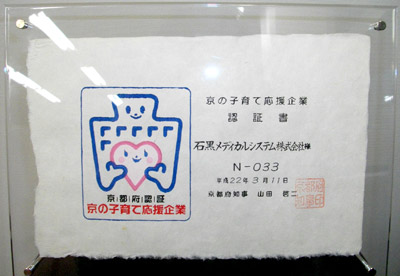 京都府認証
京の子育て応援企業
京の子育て応援企業
認証書
石黒メディカルシステム株式会社様
N-033
平成22年3月11日
京都府知事 山田 啓二